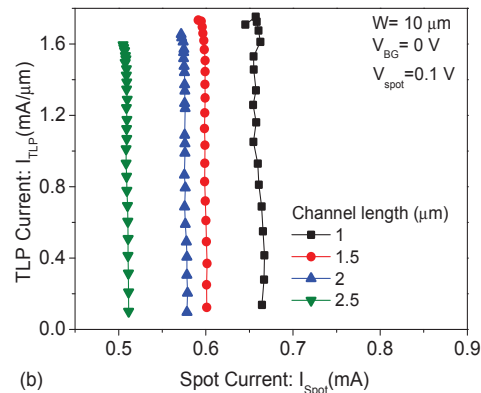 1.6
1.2
0.8
0.4
0.0
TLP Current: I_TLP(mA/μm)
W= 10 μm
V_BG= 0 V
V_spot=0.1 V
Channel length (μm)
1
1.5
2
2.5
0.5 0.6 0.7 0.8 0.9
(b) Spot Current: I_Spot(mA)